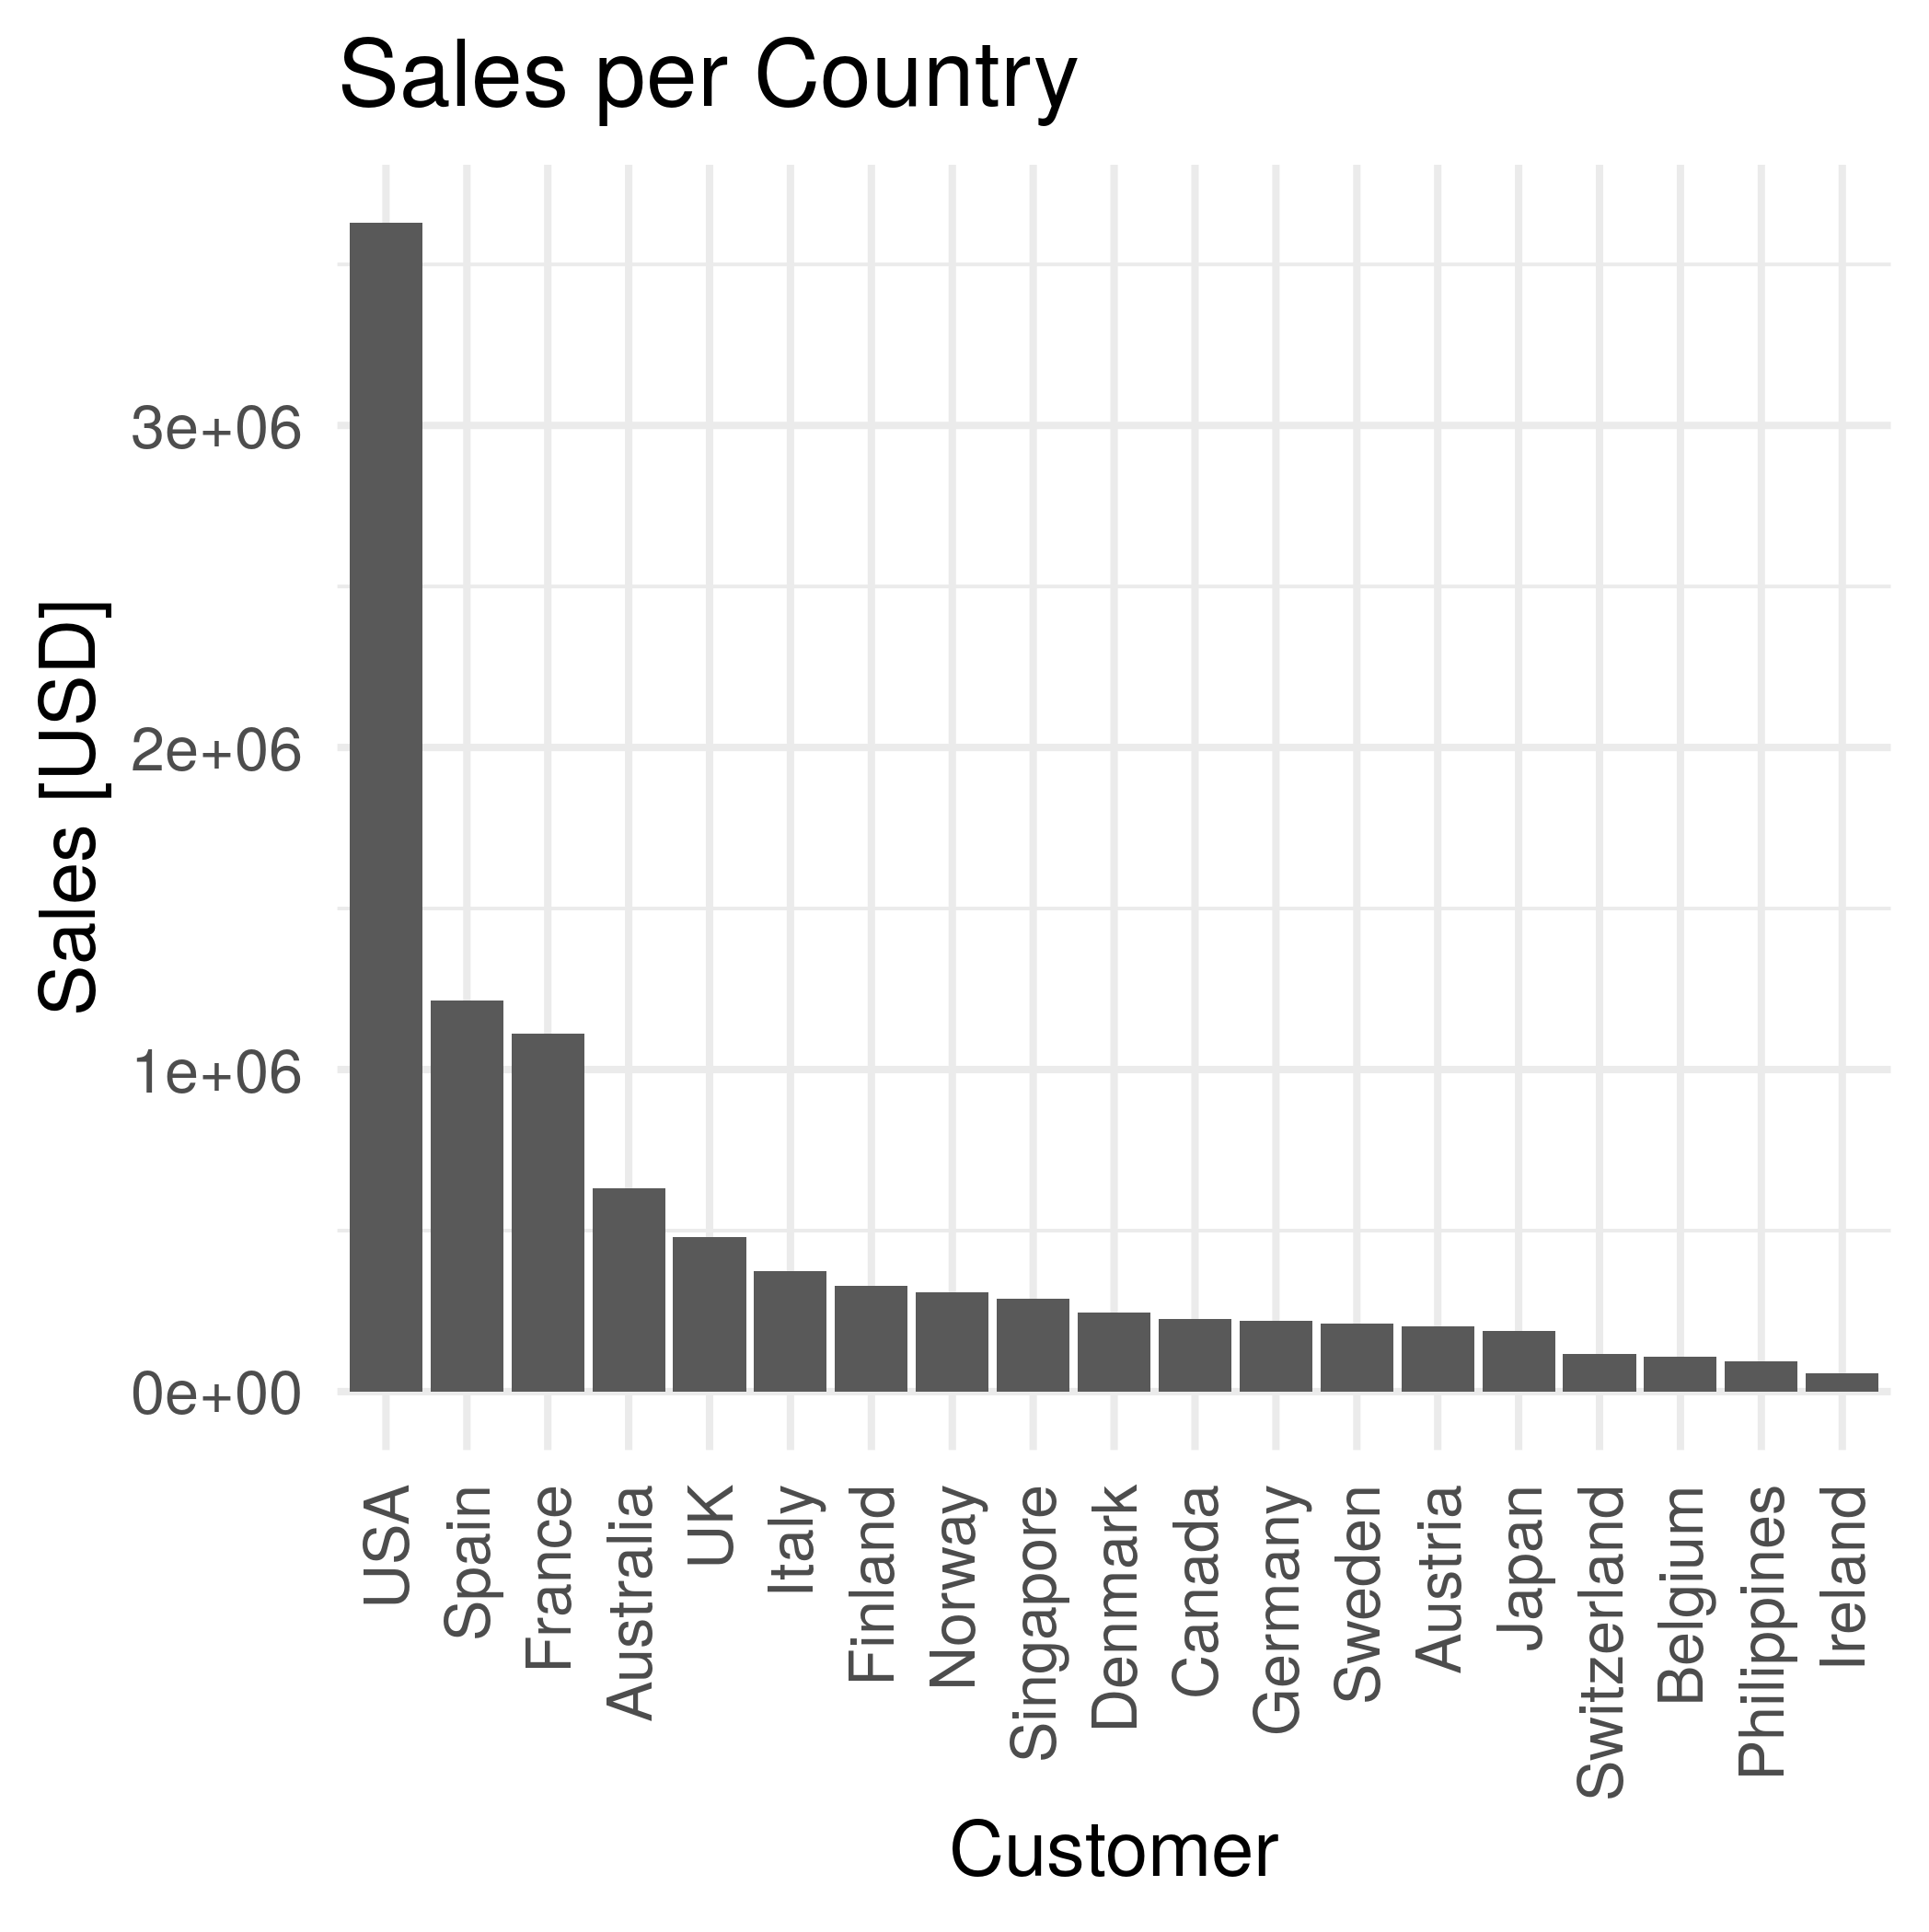 Sales per Country
Sales [USD]
3e+06
2e+06
1e+06
0e+00
USA
Spain
France
Australia
UK
Italy
Finland
Norway
Singapore
Denmark
Canada
Germany
Sweden
Austria
Japan
Switzerland
Belgium
Philippines
Ireland
Customer